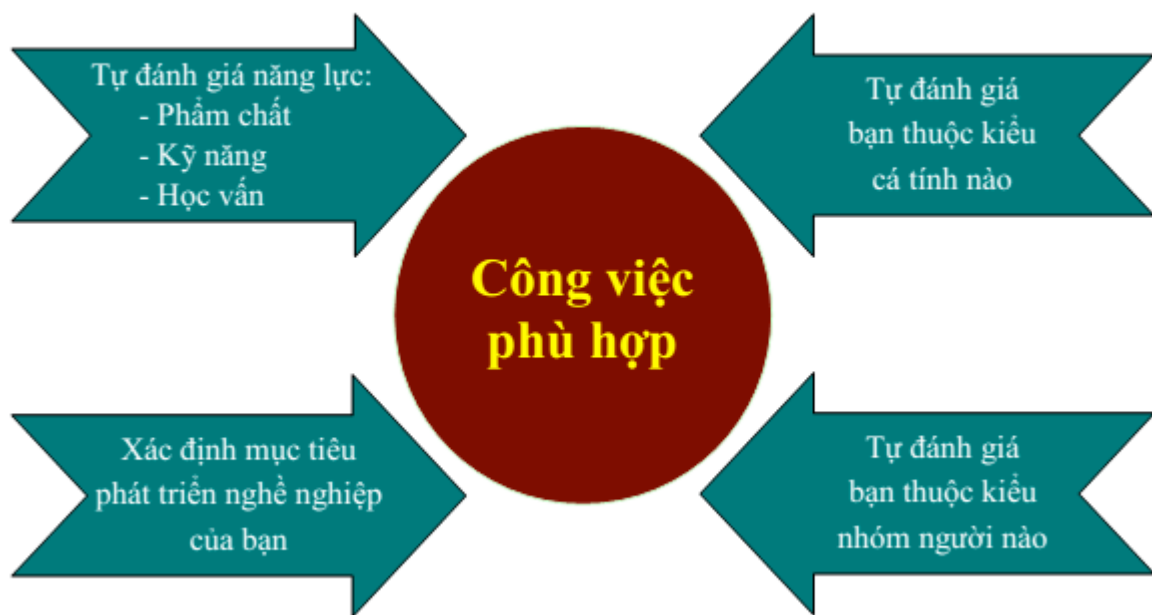 Tự đánh giá năng lực:
- Phẩm chất
- Kỹ năng
- Học vấn
Tự đánh giá
bạn thuộc kiểu
cá tính nào
Công việc
phù hợp
Xác định mục tiêu
phát triển nghề nghiệp
của bạn
Tự đánh giá
bạn thuộc kiểu
nhóm người nào